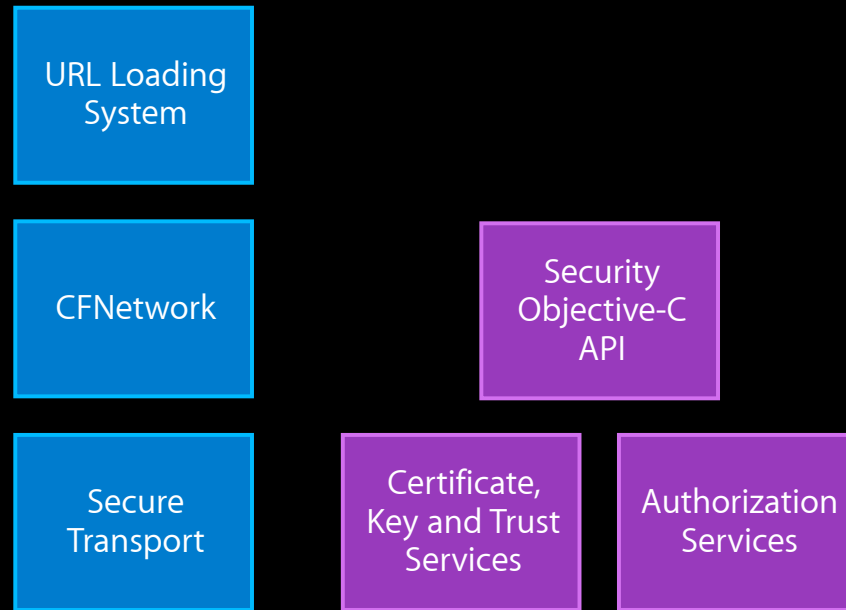 URL Loading
System
CFNetwork
Security
Objective-C
API
Secure
Transport
Certificate,
Key and Trust
Services
Authorization
Services